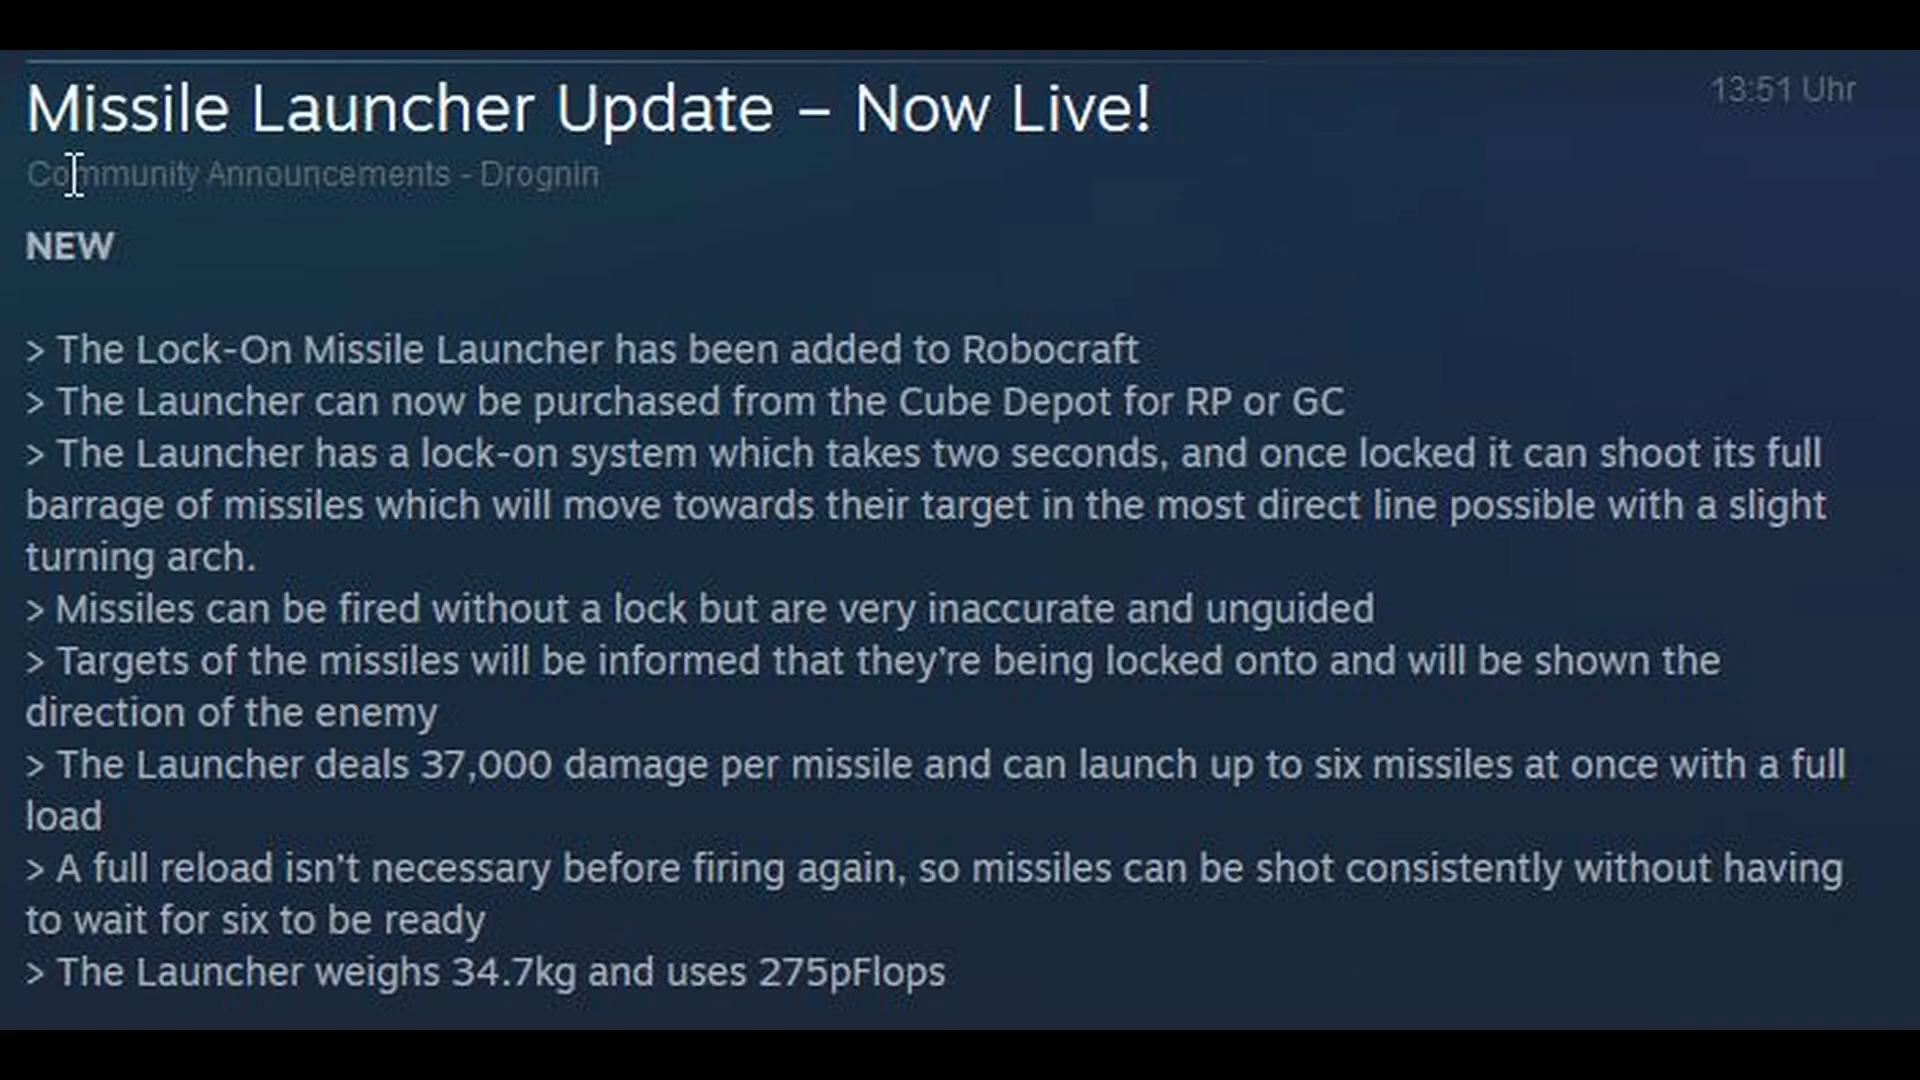 13:51 Uhr
Missile Launcher Update – Now Live!
Community Announcements - Drognin
NEW
> The Lock-On Missile Launcher has been added to Robocraft
> The Launcher can now be purchased from the Cube Depot for RP or GC
> The Launcher has a lock-on system which takes two seconds, and once locked it can shoot its full
barrage of missiles which will move towards their target in the most direct line possible with a slight
turning arch.
> Missiles can be fired without a lock but are very inaccurate and unguided
> Targets of the missiles will be informed that they're being locked onto and will be shown the
direction of the enemy
> The Launcher deals 37,000 damage per missile and can launch up to six missiles at once with a full
load
> A full reload isn't necessary before firing again, so missiles can be shot consistently without having
to wait for six to be ready
> The Launcher weighs 34.7kg and uses 275pFlops